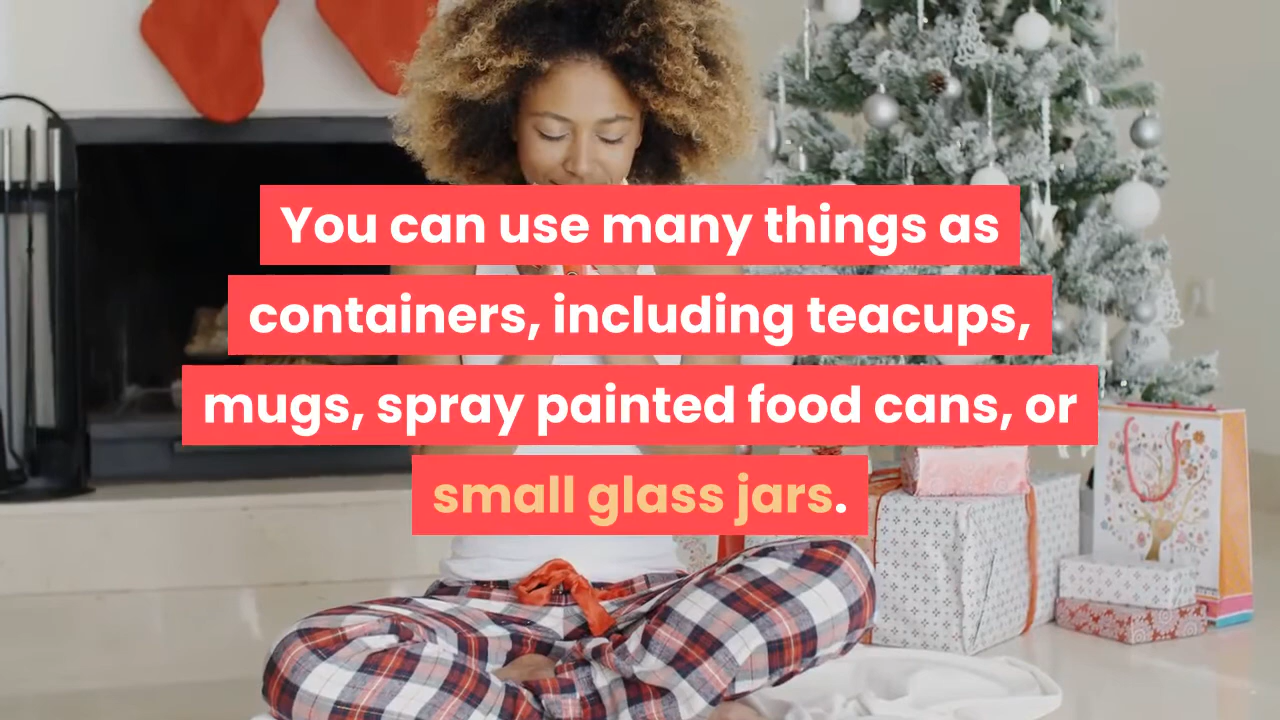 You can use many things as
containers, including teacups,
mugs, spray painted food cans, or
small glass jars.